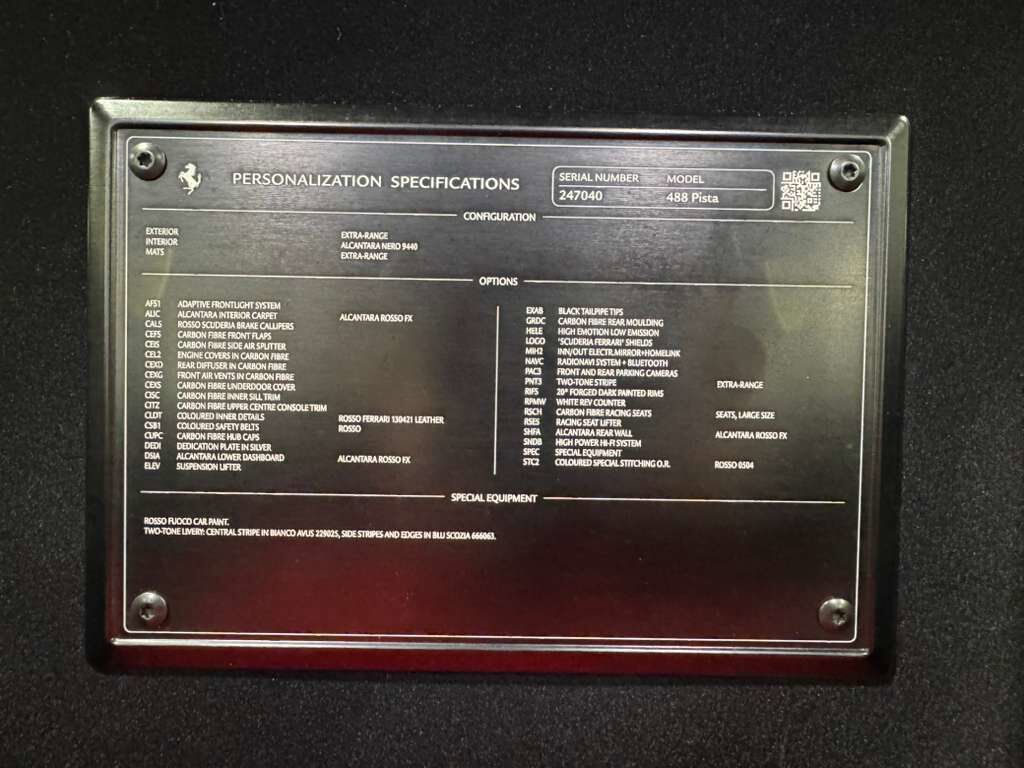 PERSONALIZATION SPECIFICATIONS
SERIAL NUMBER MODEL
247040 488 Pista
CONFIGURATION
EXTERIOR EXTRA-RANGE
INTERIOR ALCANTARA NERO 9440
MATS EXTRA-RANGE
OPTIONS
AFS1 ADAPTIVE FRONTLIGHT SYSTEM
ALIC ALCANTARA INTERIOR CARPET ALCANTARA ROSSO FX
CALS ROSSO SCUDERIA BRAKE CALLIPERS
CEFS CARBON FIBRE FRONT FLAPS
CEIS CARBON FIBRE SIDE AIR SPLITTER
CEL2 ENGINE COVERS IN CARBON FIBRE
CEXD REAR DIFFUSER IN CARBON FIBRE
CEXG FRONT AIR VENTS IN CARBON FIBRE
CEXS CARBON FIBRE UNDERDOOR COVER
CISC CARBON FIBRE INNER SILL TRIM
CITZ CARBON FIBRE UPPER CENTRE CONSOLE TRIM
CLDT COLOURED INNER DETAILS ROSSO FERRARI 130421 LEATHER
CSB1 COLOURED SAFETY BELTS ROSSO
CUPC CARBON FIBRE HUB CAPS
DEDI DEDICATION PLATE IN SILVER
DSIA ALCANTARA LOWER DASHBOARD ALCANTARA ROSSO FX
ELEV SUSPENSION LIFTER
EXAB BLACK TAILPIPE TIPS
GRDC CARBON FIBRE REAR MOULDING
HELE HIGH EMOTION LOW EMISSION
LOGO "SCUDERIA FERRARI" SHIELDS
MIH2 INN/OUT ELECTR.MIRROR+HOMELINK
NAVC RADIONAVI SYSTEM + BLUETOOTH
PAC3 FRONT AND REAR PARKING CAMERAS
PNT3 TWO-TONE STRIPE EXTRA-RANGE
RIFS 20" FORGED DARK PAINTED RIMS
RPMW WHITE REV COUNTER
RSCH CARBON FIBRE RACING SEATS SEATS, LARGE SIZE
RSES RACING SEAT LIFTER
SHFA ALCANTARA REAR WALL ALCANTARA ROSSO FX
SNDB HIGH POWER HI-FI SYSTEM
SPEC SPECIAL EQUIPMENT
STC2 COLOURED SPECIAL STITCHING O.R. ROSSO 0504
SPECIAL EQUIPMENT
ROSSO FUOCO CAR PAINT.
TWO-TONE LIVERY: CENTRAL STRIPE IN BIANCO AVUS 229025, SIDE STRIPES AND EDGES IN BLU SCOZIA 666063.